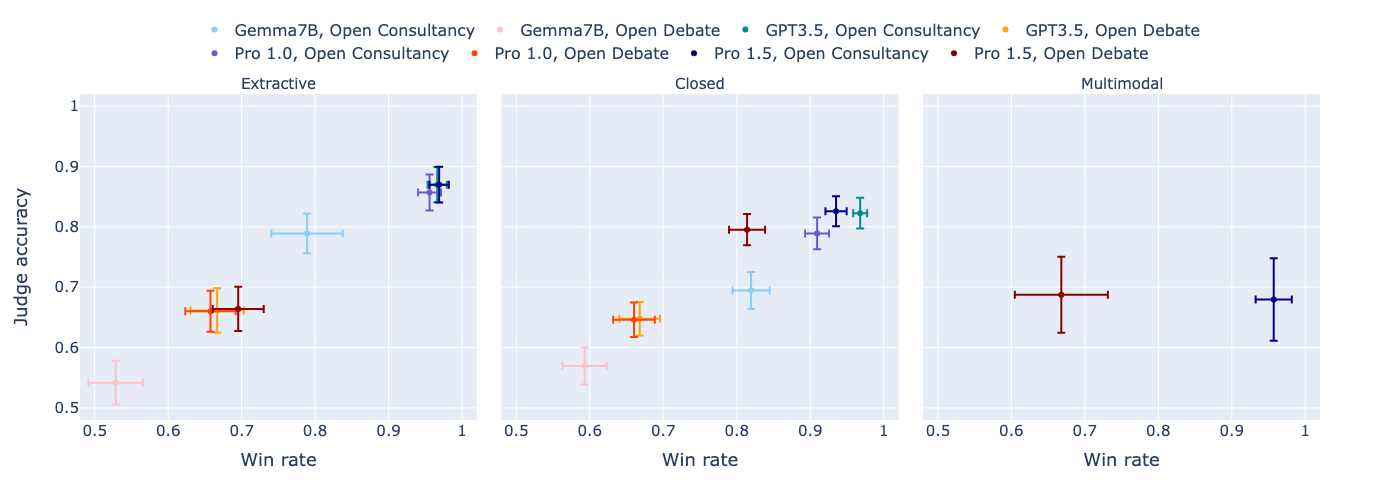 Gemma7B, Open Consultancy Gemma7B, Open Debate GPT3.5, Open Consultancy GPT3.5, Open Debate
Pro 1.0, Open Consultancy Pro 1.0, Open Debate Pro 1.5, Open Consultancy Pro 1.5, Open Debate
Extractive Closed Multimodal
Judge accuracy
1
0.9
0.8
0.7
0.6
0.5
0.5 0.6 0.7 0.8 0.9 1 0.5 0.6 0.7 0.8 0.9 1 0.5 0.6 0.7 0.8 0.9 1
Win rate Win rate Win rate